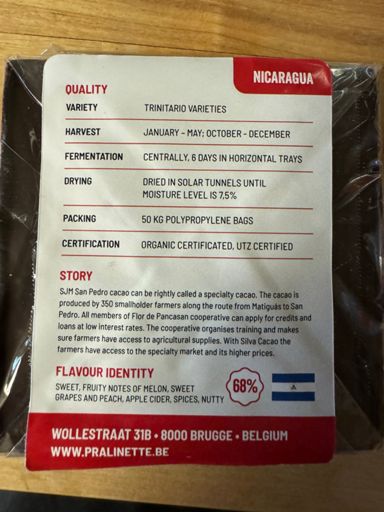 NICARAGUA
QUALITY
VARIETY TRINITARIO VARIETIES
HARVEST JANUARY - MAY; OCTOBER - DECEMBER
FERMENTATION CENTRALLY, 6 DAYS IN HORIZONTAL TRAYS
DRYING DRIED IN SOLAR TUNNELS UNTIL
MOISTURE LEVEL IS 7,5%
PACKING 50 KG POLYPROPYLENE BAGS
CERTIFICATION ORGANIC CERTIFICATED, UTZ CERTIFIED
STORY
SJM San Pedro cacao can be rightly called a specialty cacao. The cacao is
produced by 350 smallholder farmers along the route from Matiguás to San
Pedro. All members of Flor de Pancasan cooperative can apply for credits and
loans at low interest rates. The cooperative organises training and makes
sure farmers have access to agricultural supplies. With Silva Cacao the
farmers have access to the specialty market and its higher prices.
FLAVOUR IDENTITY
SWEET, FRUITY NOTES OF MELON, SWEET
GRAPES AND PEACH, APPLE CIDER, SPICES, NUTTY
68%
WOLLESTRAAT 31B • 8000 BRUGGE • BELGIUM
WWW.PRALINETTE.BE